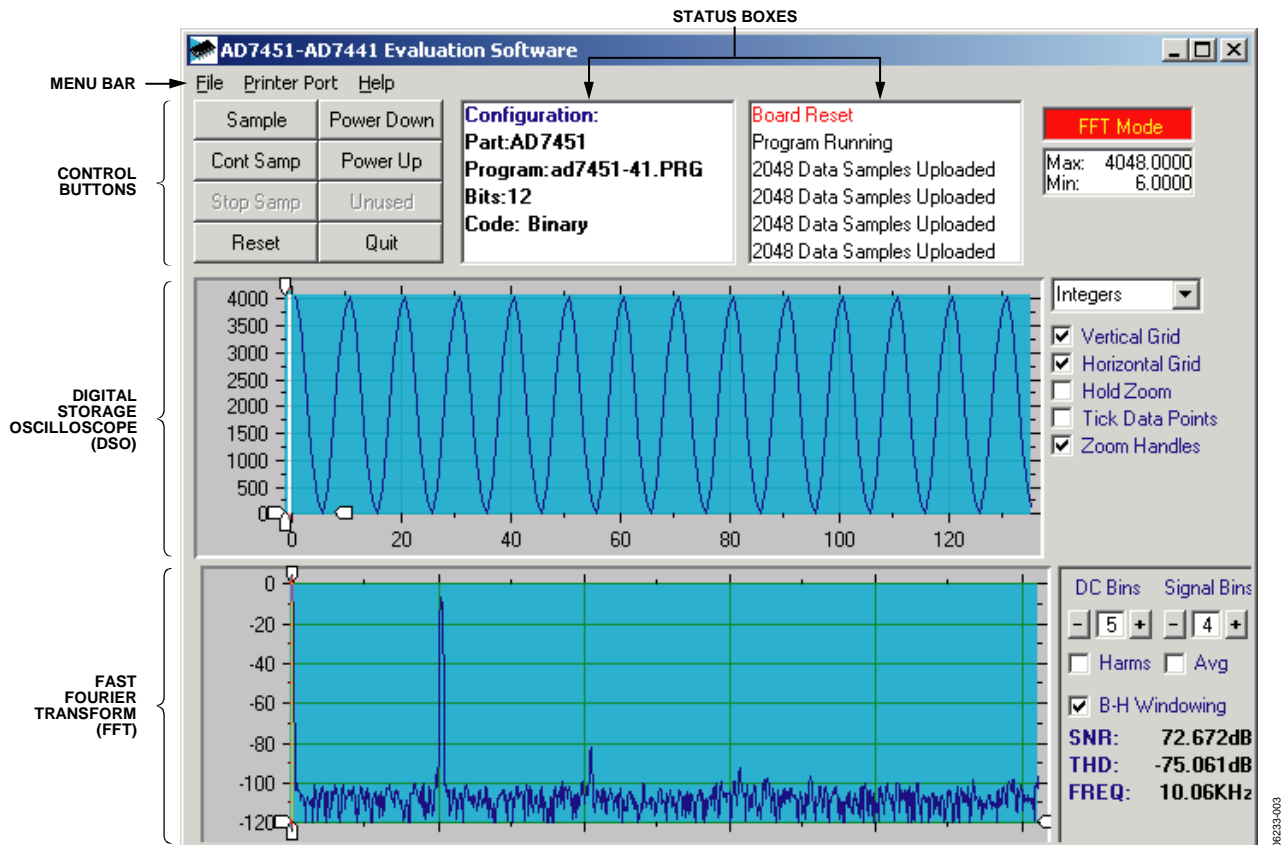 STATUS BOXES
AD7451-AD7441 Evaluation Software
MENU BAR
File Printer Port Help
CONTROL
BUTTONS
Sample Power Down
Cont Samp Power Up
Stop Samp Unused
Reset Quit
Configuration:
Part:AD7451
Program:ad7451-41.PRG
Bits:12
Code: Binary
Board Reset
Program Running
2048 Data Samples Uploaded
2048 Data Samples Uploaded
2048 Data Samples Uploaded
2048 Data Samples Uploaded
FFT Mode
Max: 4048.0000
Min: 6.0000
DIGITAL
STORAGE
OSCILLOSCOPE
(DSO)
4000
3500
3000
2500
2000
1500
1000
500
0
0 20 40 60 80 100 120
Integers
Vertical Grid
Horizontal Grid
Hold Zoom
Tick Data Points
Zoom Handles
FAST
FOURIER
TRANSFORM
(FFT)
0
-20
-40
-60
-80
-100
-120
DC Bins Signal Bins
- 5 + - 4 +
Harms Avg
B-H Windowing
SNR: 72.672dB
THD: -75.061dB
FREQ: 10.06KHz
06233-003